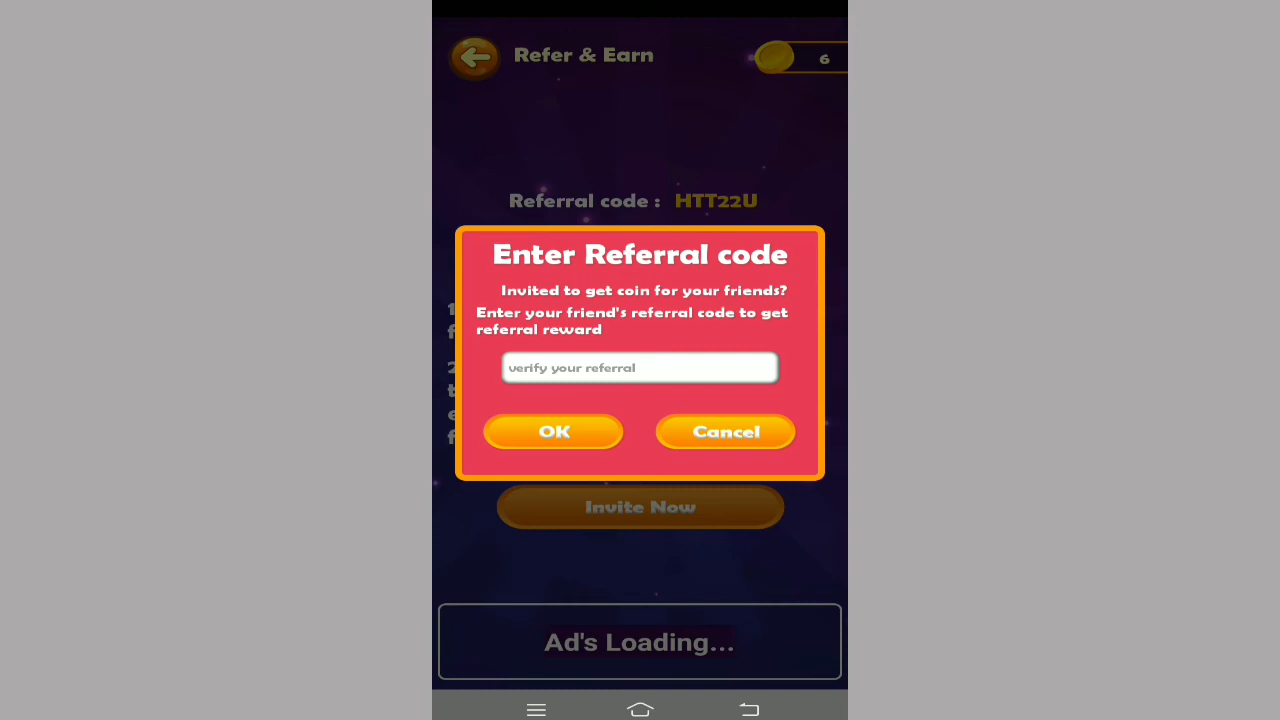 Refer & Earn
6
Referral code : HTT22U
Enter Referral code
Invited to get coin for your friends?
Enter your friend's referral code to get
referral reward
verify your referral
OK
Cancel
Invite Now
Ad's Loading...